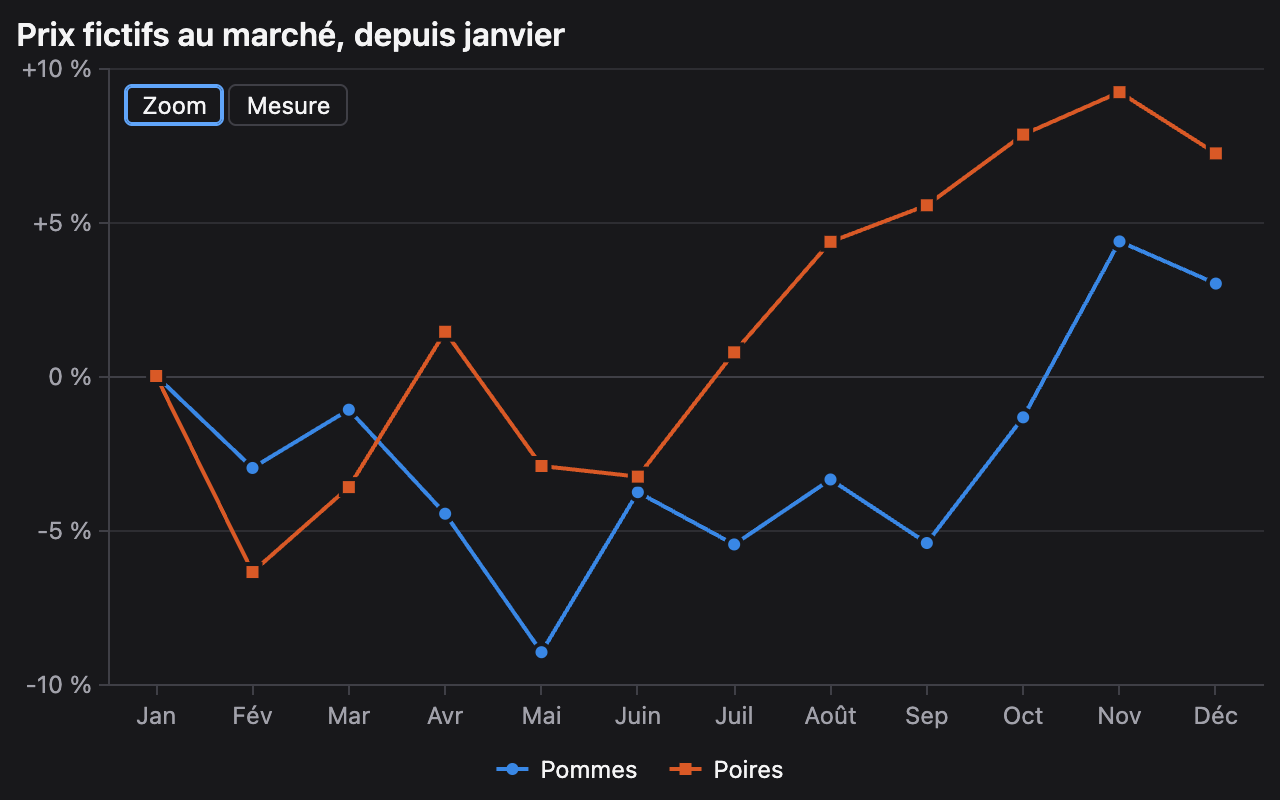 Prix fictifs au marché, depuis janvier
+10 %
Zoom Mesure
+5 %
0 %
-5 %
-10 %
Jan Fév Mar Avr Mai Juin Juil Août Sep Oct Nov Déc
Pommes Poires